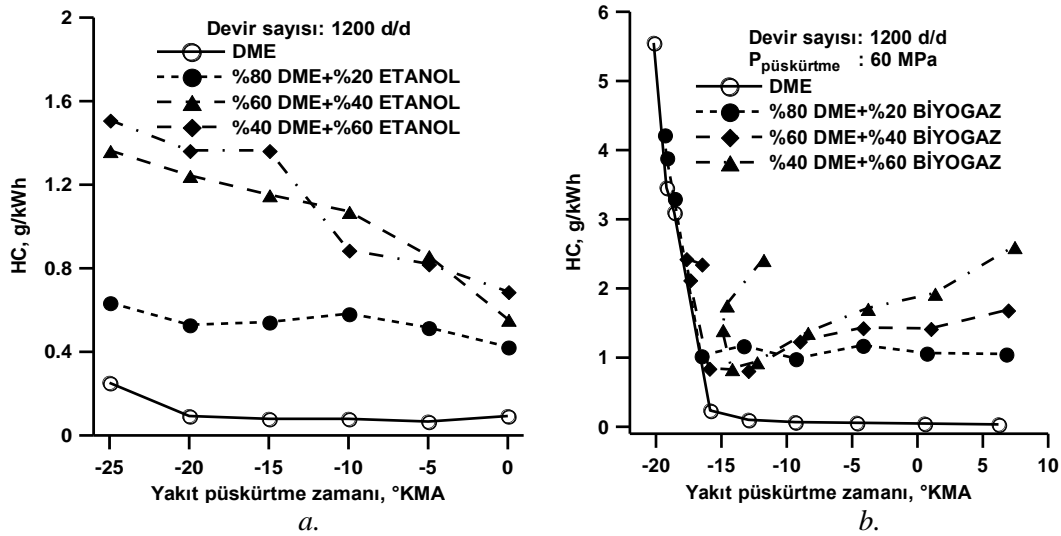 Devir sayısı: 1200 d/d
DME
%80 DME+%20 ETANOL
%60 DME+%40 ETANOL
%40 DME+%60 ETANOL
HC, g/kWh
2
1.6
1.2
0.8
0.4
0
-25 -20 -15 -10 -5 0
Yakıt püskürtme zamanı, °KMA
a.
Devir sayısı: 1200 d/d
Ppüskürtme : 60 MPa
DME
%80 DME+%20 BİYOGAZ
%60 DME+%40 BİYOGAZ
%40 DME+%60 BİYOGAZ
HC, g/kWh
6
5
4
3
2
1
0
-20 -15 -10 -5 0 5 10
Yakıt püskürtme zamanı, °KMA
b.